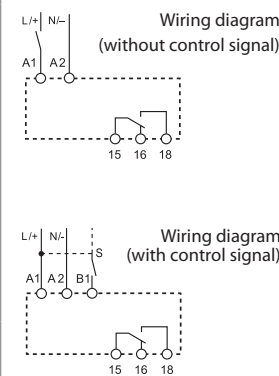 L/+ N/- Wiring diagram
(without control signal)
A1 A2
15 16 18
L/+ N/- Wiring diagram
S (with control signal)
A1 A2 B1
15 16 18